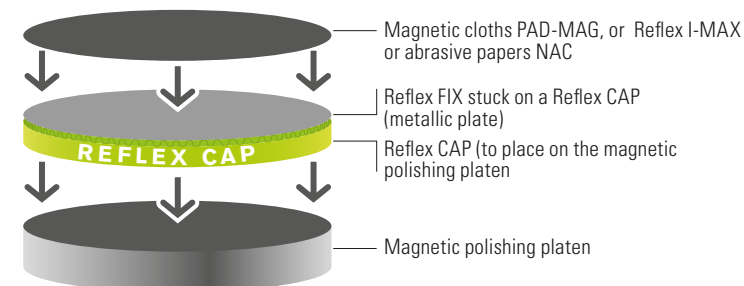 Magnetic cloths PAD-MAG, or Reflex I-MAX
or abrasive papers NAC
Reflex FIX stuck on a Reflex CAP
(metallic plate)
REFLEX CAP
Reflex CAP (to place on the magnetic
polishing platen
Magnetic polishing platen